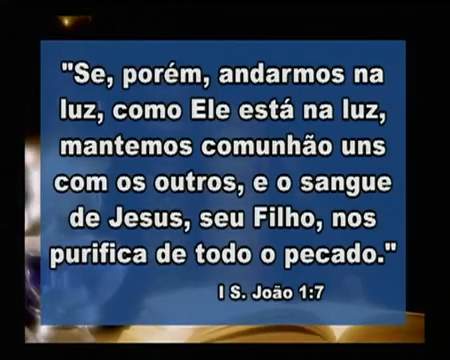 "Se, porém, andarmos na
luz, como Ele está na luz,
mantemos comunhão uns
com os outros, e o sangue
de Jesus, seu Filho, nos
purifica de todo o pecado."
I S. João 1:7